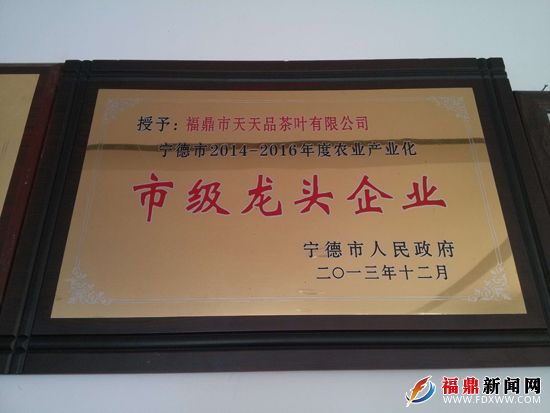 授予：福鼎市天天品茶叶有限公司
宁德市2014-2016年度农业产业化
市级龙头企业
宁德市人民政府
二〇一三年十二月
福鼎新闻网
WWW.FDXWW.COM